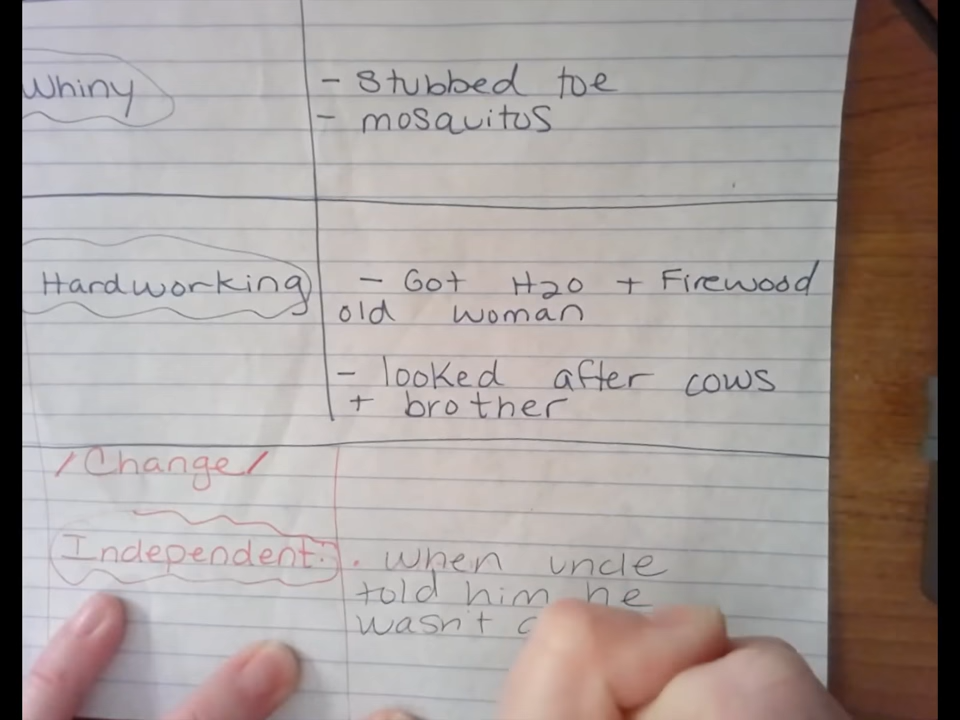 Whiny
- Stubbed toe
- mosquitos
Hardworking
- Got H2O + Firewood
old woman
- looked after cows
+ brother
/Change/
Independent:
. when uncle
told him he
wasn't